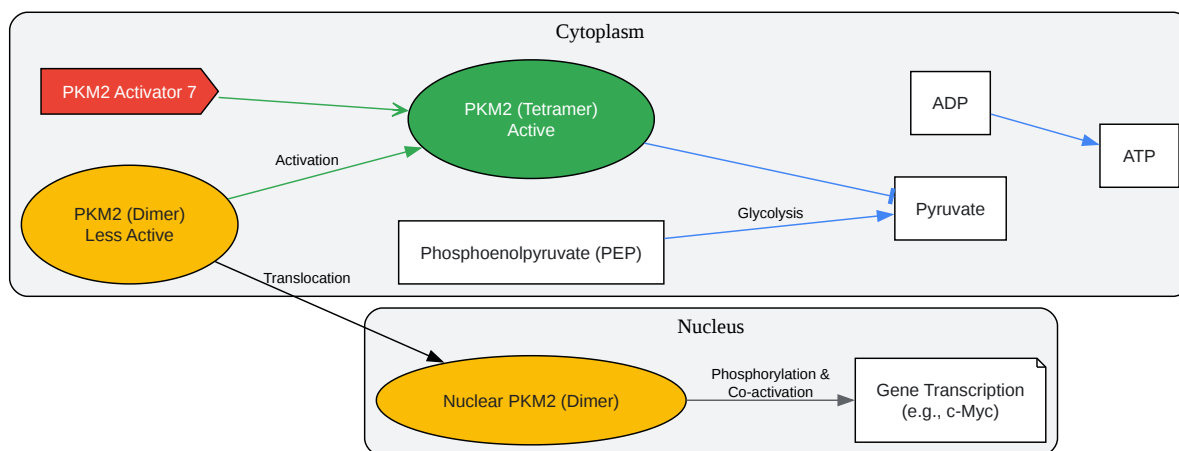 Cytoplasm
PKM2 Activator 7
PKM2 (Tetramer)
Active
ADP
ATP
Activation
PKM2 (Dimer)
Less Active
Phosphoenolpyruvate (PEP)
Glycolysis
Pyruvate
Translocation
Nucleus
Nuclear PKM2 (Dimer)
Phosphorylation &
Co-activation
Gene Transcription
(e.g., c-Myc)